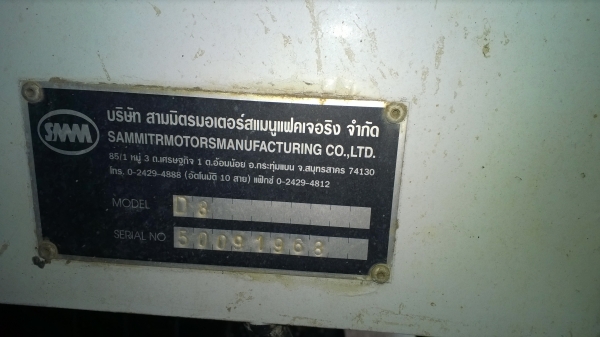 SMM
บริษัท สามมิตรมอเตอร์สแมนูแฟคเจอริง จำกัด
SAMMITRMOTORSMANUFACTURING CO.,LTD.
85/1 หมู่ 3 ถ.เศรษฐกิจ 1 ต.อ้อมน้อย อ.กระทุ่มแบน จ.สมุทรสาคร 74130
โทร. 0-2429-4888 (อัตโนมัติ 10 สาย) แฟ็กซ์ 0-2429-4812
MODEL D3
SERIAL NO 50091968